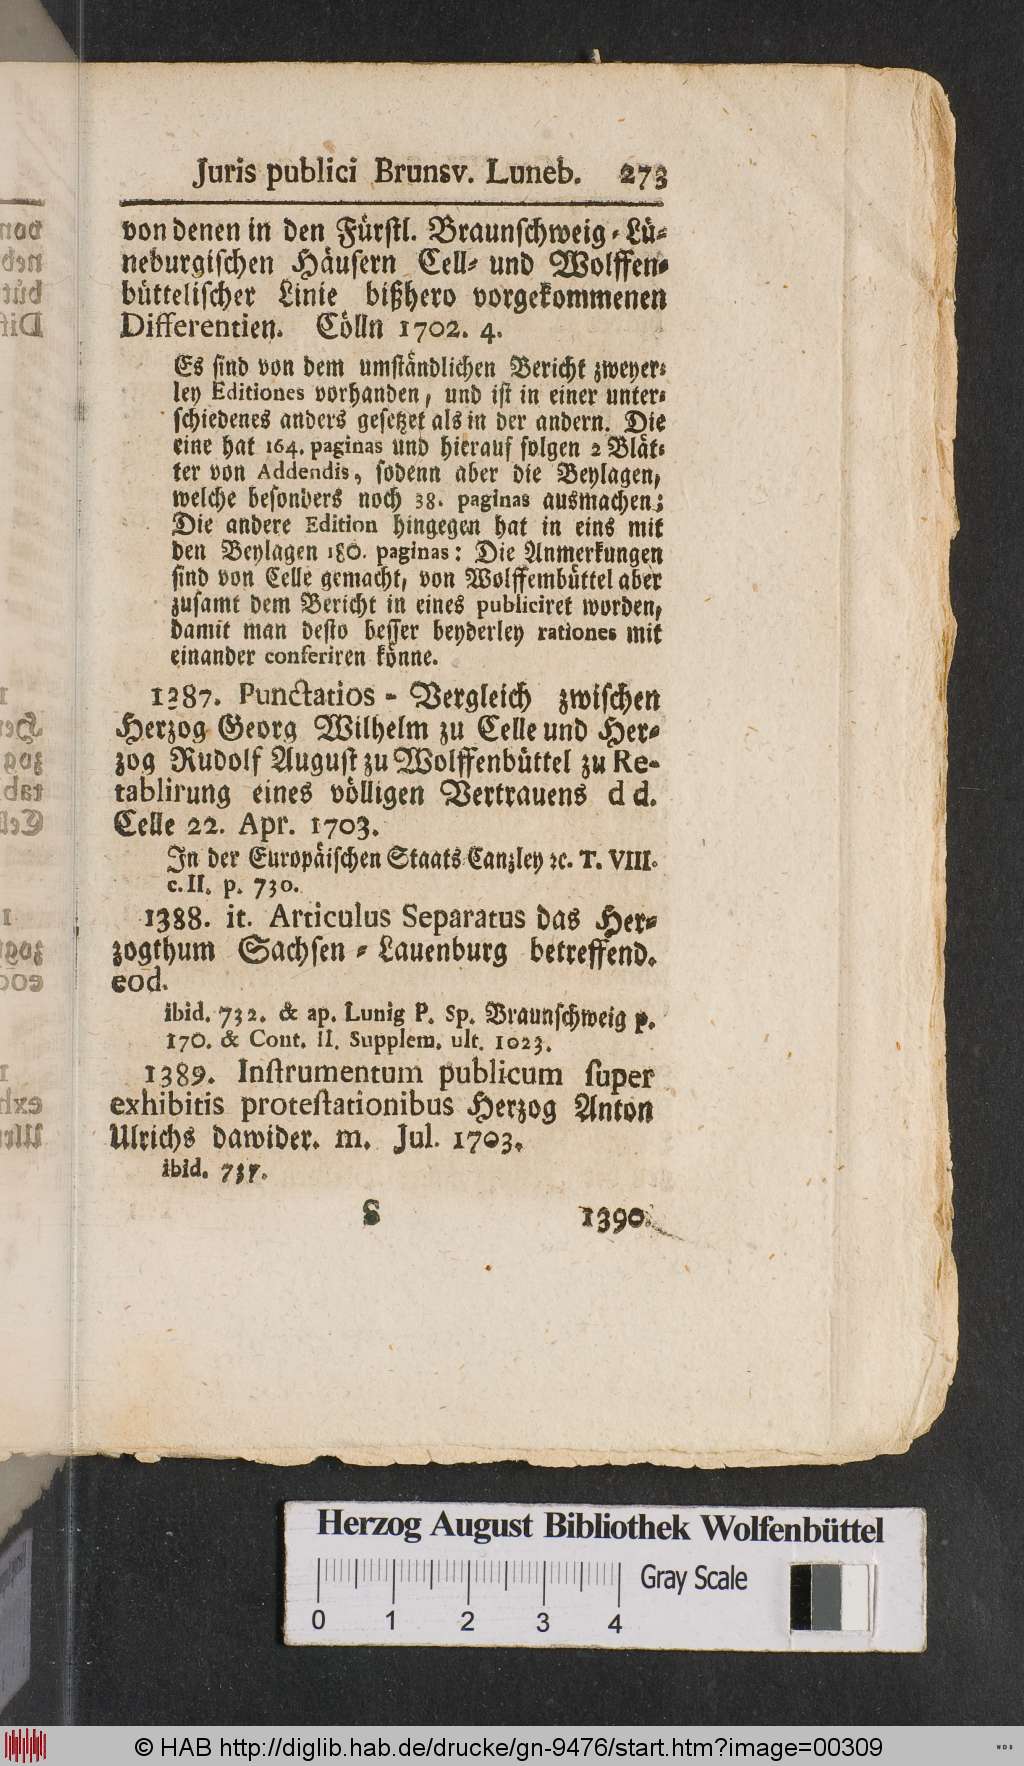 Juris publici Brunsv. Luneb. 273
von denen in den Fürstl. Braunschweig-Lü-
neburgischen Häusern Cell- und Wolffen-
büttelischer Linie bißhero vorgekommenen
Differentien. Cölln 1702. 4.
Es sind von dem umständlichen Bericht zweyer-
ley Editiones vorhanden, und ist in einer unter-
schiedenes anders gesetzet als in der andern. Die
eine hat 164. paginas und hierauf folgen 2 Blät-
ter von Addendis, sodenn aber die Beylagen,
welche besonders noch 38. paginas ausmachen;
Die andere Edition hingegen hat in eins mit
den Beylagen 180. paginas: Die Anmerkungen
sind von Celle gemacht, von Wolffembüttel aber
zusamt dem Bericht in eines publiciret worden,
damit man desto besser beyderley rationes mit
einander conferiren könne.
1387. Punctatios - Vergleich zwischen
Herzog Georg Wilhelm zu Celle und Her-
zog Rudolf August zu Wolffenbüttel zu Re-
tablirung eines völligen Vertrauens d d.
Celle 22. Apr. 1703.
In der Europäischen Staats-Canzley ꝛc. T. VIII.
c. II. p. 730.
1388. it. Articulus Separatus das Her-
zogthum Sachsen-Lauenburg betreffend.
eod.
ibid. 732. & ap. Lunig P. Sp. Braunschweig p.
170. & Cont. II. Supplem. ult. 1023.
1389. Instrumentum publicum super
exhibitis protestationibus Herzog Anton
Ulrichs dawider. m. Jul. 1703.
ibid. 737.
S 1390.
Herzog August Bibliothek Wolfenbüttel
Gray Scale
0 1 2 3 4
© HAB http://diglib.hab.de/drucke/gn-9476/start.htm?image=00309